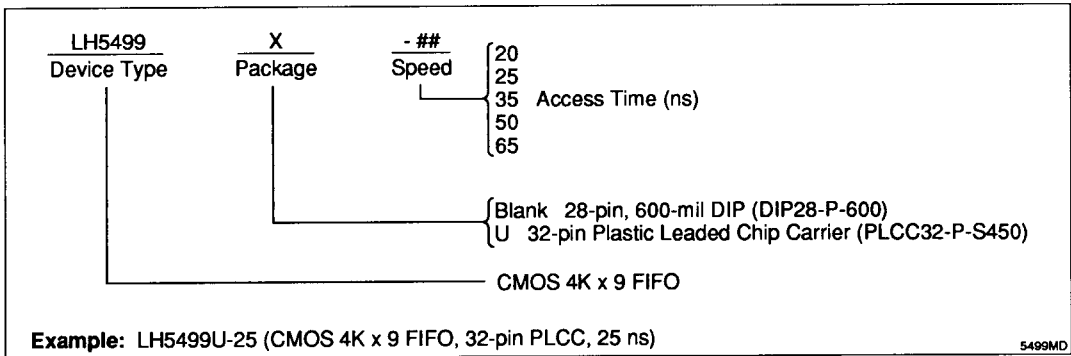 LH5499 X - ##
Device Type Package Speed
20
25
35 Access Time (ns)
50
65
Blank 28-pin, 600-mil DIP (DIP28-P-600)
U 32-pin Plastic Leaded Chip Carrier (PLCC32-P-S450)
CMOS 4K x 9 FIFO
Example: LH5499U-25 (CMOS 4K x 9 FIFO, 32-pin PLCC, 25 ns)
5499MD